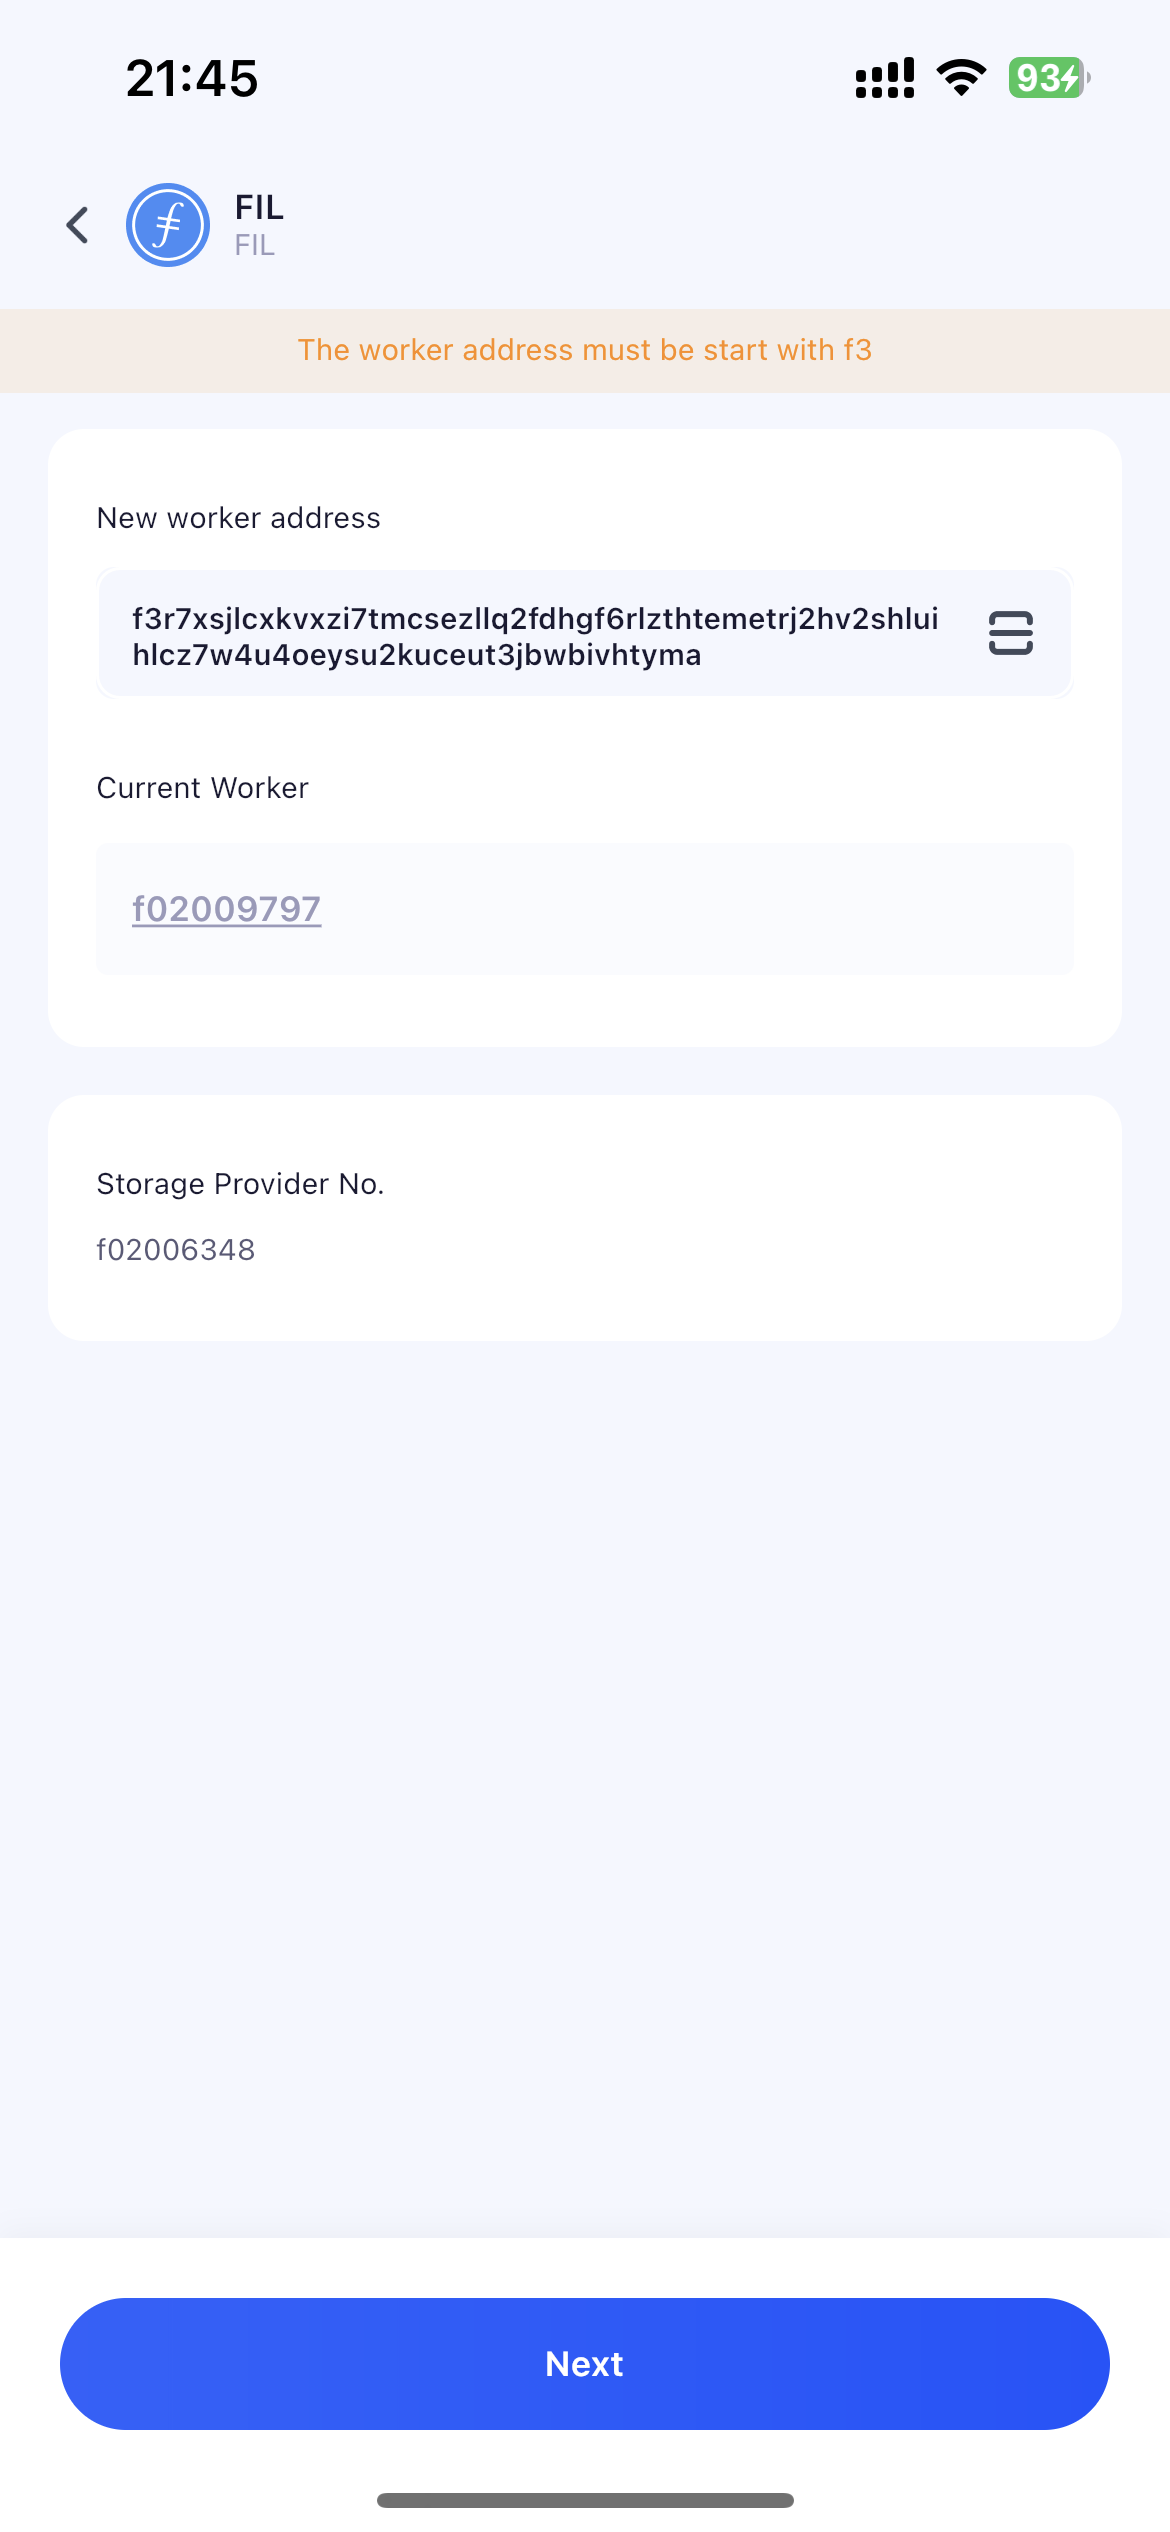 21:45
93
FIL
FIL
The worker address must be start with f3
New worker address
f3r7xsjlcxkvxzi7tmcsezllq2fdhgf6rlzthtemetrj2hv2shlui
hlcz7w4u4oeysu2kuceut3jbwbivhtyma
Current Worker
f02009797
Storage Provider No.
f02006348
Next